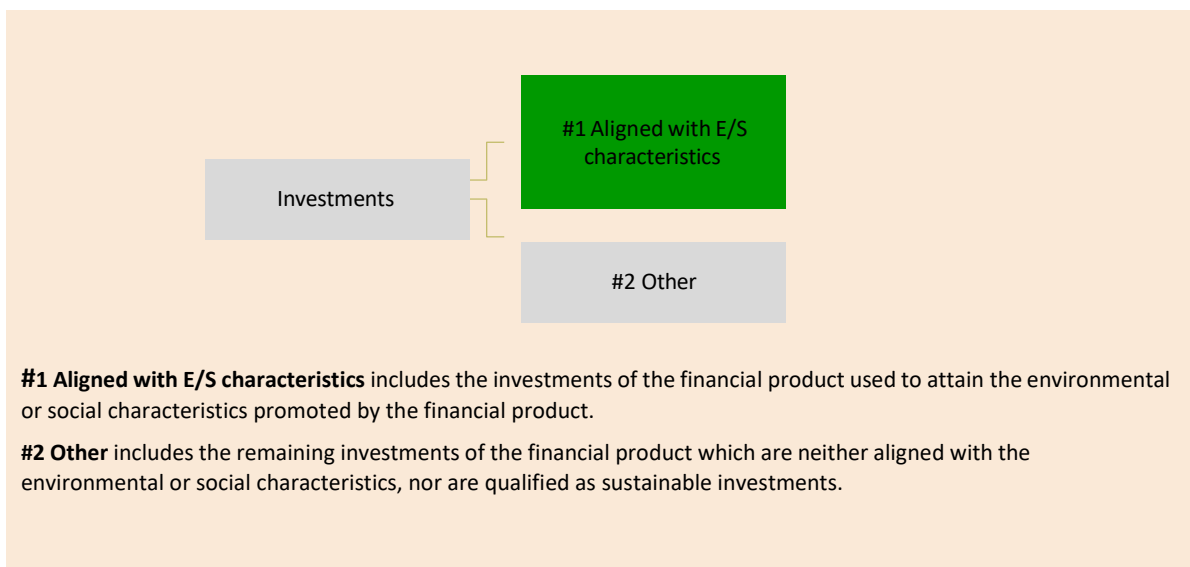 #1 Aligned with E/S
characteristics
Investments
#2 Other
#1 Aligned with E/S characteristics includes the investments of the financial product used to attain the environmental
or social characteristics promoted by the financial product.
#2 Other includes the remaining investments of the financial product which are neither aligned with the
environmental or social characteristics, nor are qualified as sustainable investments.